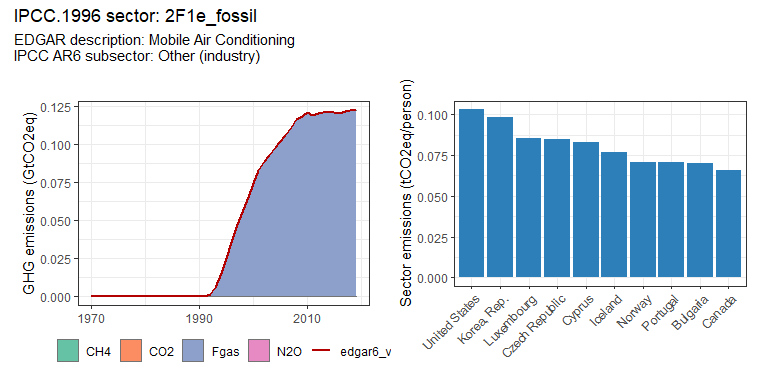 IPCC.1996 sector: 2F1e_fossil
EDGAR description: Mobile Air Conditioning
IPCC AR6 subsector: Other (industry)
GHG emissions (GtCO2eq)
0.125
0.100
0.075
0.050
0.025
0.000
1970
1990
2010
CH4
CO2
Fgas
N2O
edgar6_v
Sector emissions (tCO2eq/person)
0.100
0.075
0.050
0.025
0.000
United States
Korea, Rep.
Luxembourg
Czech Republic
Cyprus
Iceland
Norway
Portugal
Bulgaria
Canada